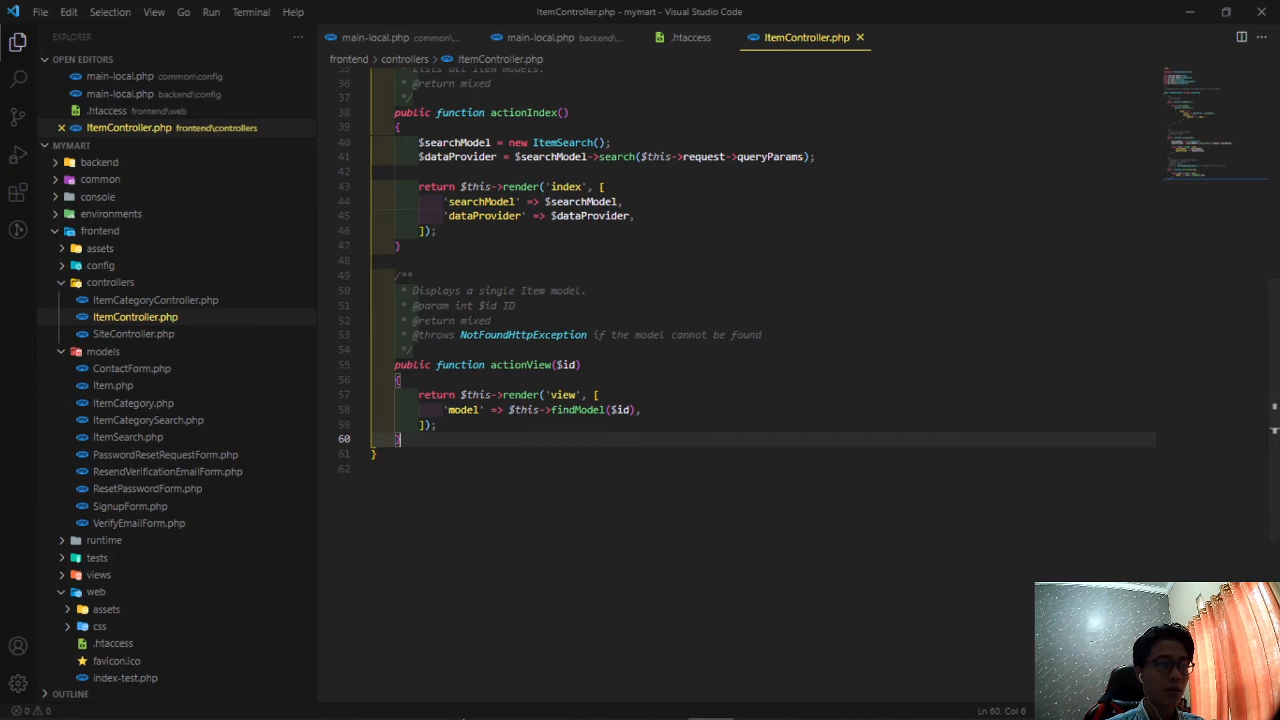 File Edit Selection View Go Run Terminal Help
ItemController.php - mymart - Visual Studio Code
EXPLORER
main-local.php common\...
main-local.php backend\...
.htaccess
ItemController.php
OPEN EDITORS
main-local.php common\config
main-local.php backend\config
.htaccess frontend\web
ItemController.php frontend\controllers
MYMART
backend
common
console
environments
frontend
assets
config
controllers
ItemCategoryController.php
ItemController.php
SiteController.php
models
ContactForm.php
Item.php
ItemCategory.php
ItemCategorySearch.php
ItemSearch.php
PasswordResetRequestForm.php
ResendVerificationEmailForm.php
ResetPasswordForm.php
SignupForm.php
VerifyEmailForm.php
runtime
tests
views
web
assets
css
.htaccess
favicon.ico
index-test.php
OUTLINE
frontend > controllers > ItemController.php
35 * Lists all Item models.
36 * @return mixed
37 */
38 public function actionIndex()
39 {
40 $searchModel = new ItemSearch();
41 $dataProvider = $searchModel->search($this->request->queryParams);
42
43 return $this->render('index', [
44 'searchModel' => $searchModel,
45 'dataProvider' => $dataProvider,
46 ]);
47 }
48
49 /**
50 * Displays a single Item model.
51 * @param int $id ID
52 * @return mixed
53 * @throws NotFoundHttpException if the model cannot be found
54 */
55 public function actionView($id)
56 {
57 return $this->render('view', [
58 'model' => $this->findModel($id),
59 ]);
60 }
61 }
62
0 0
Ln 60, Col 6